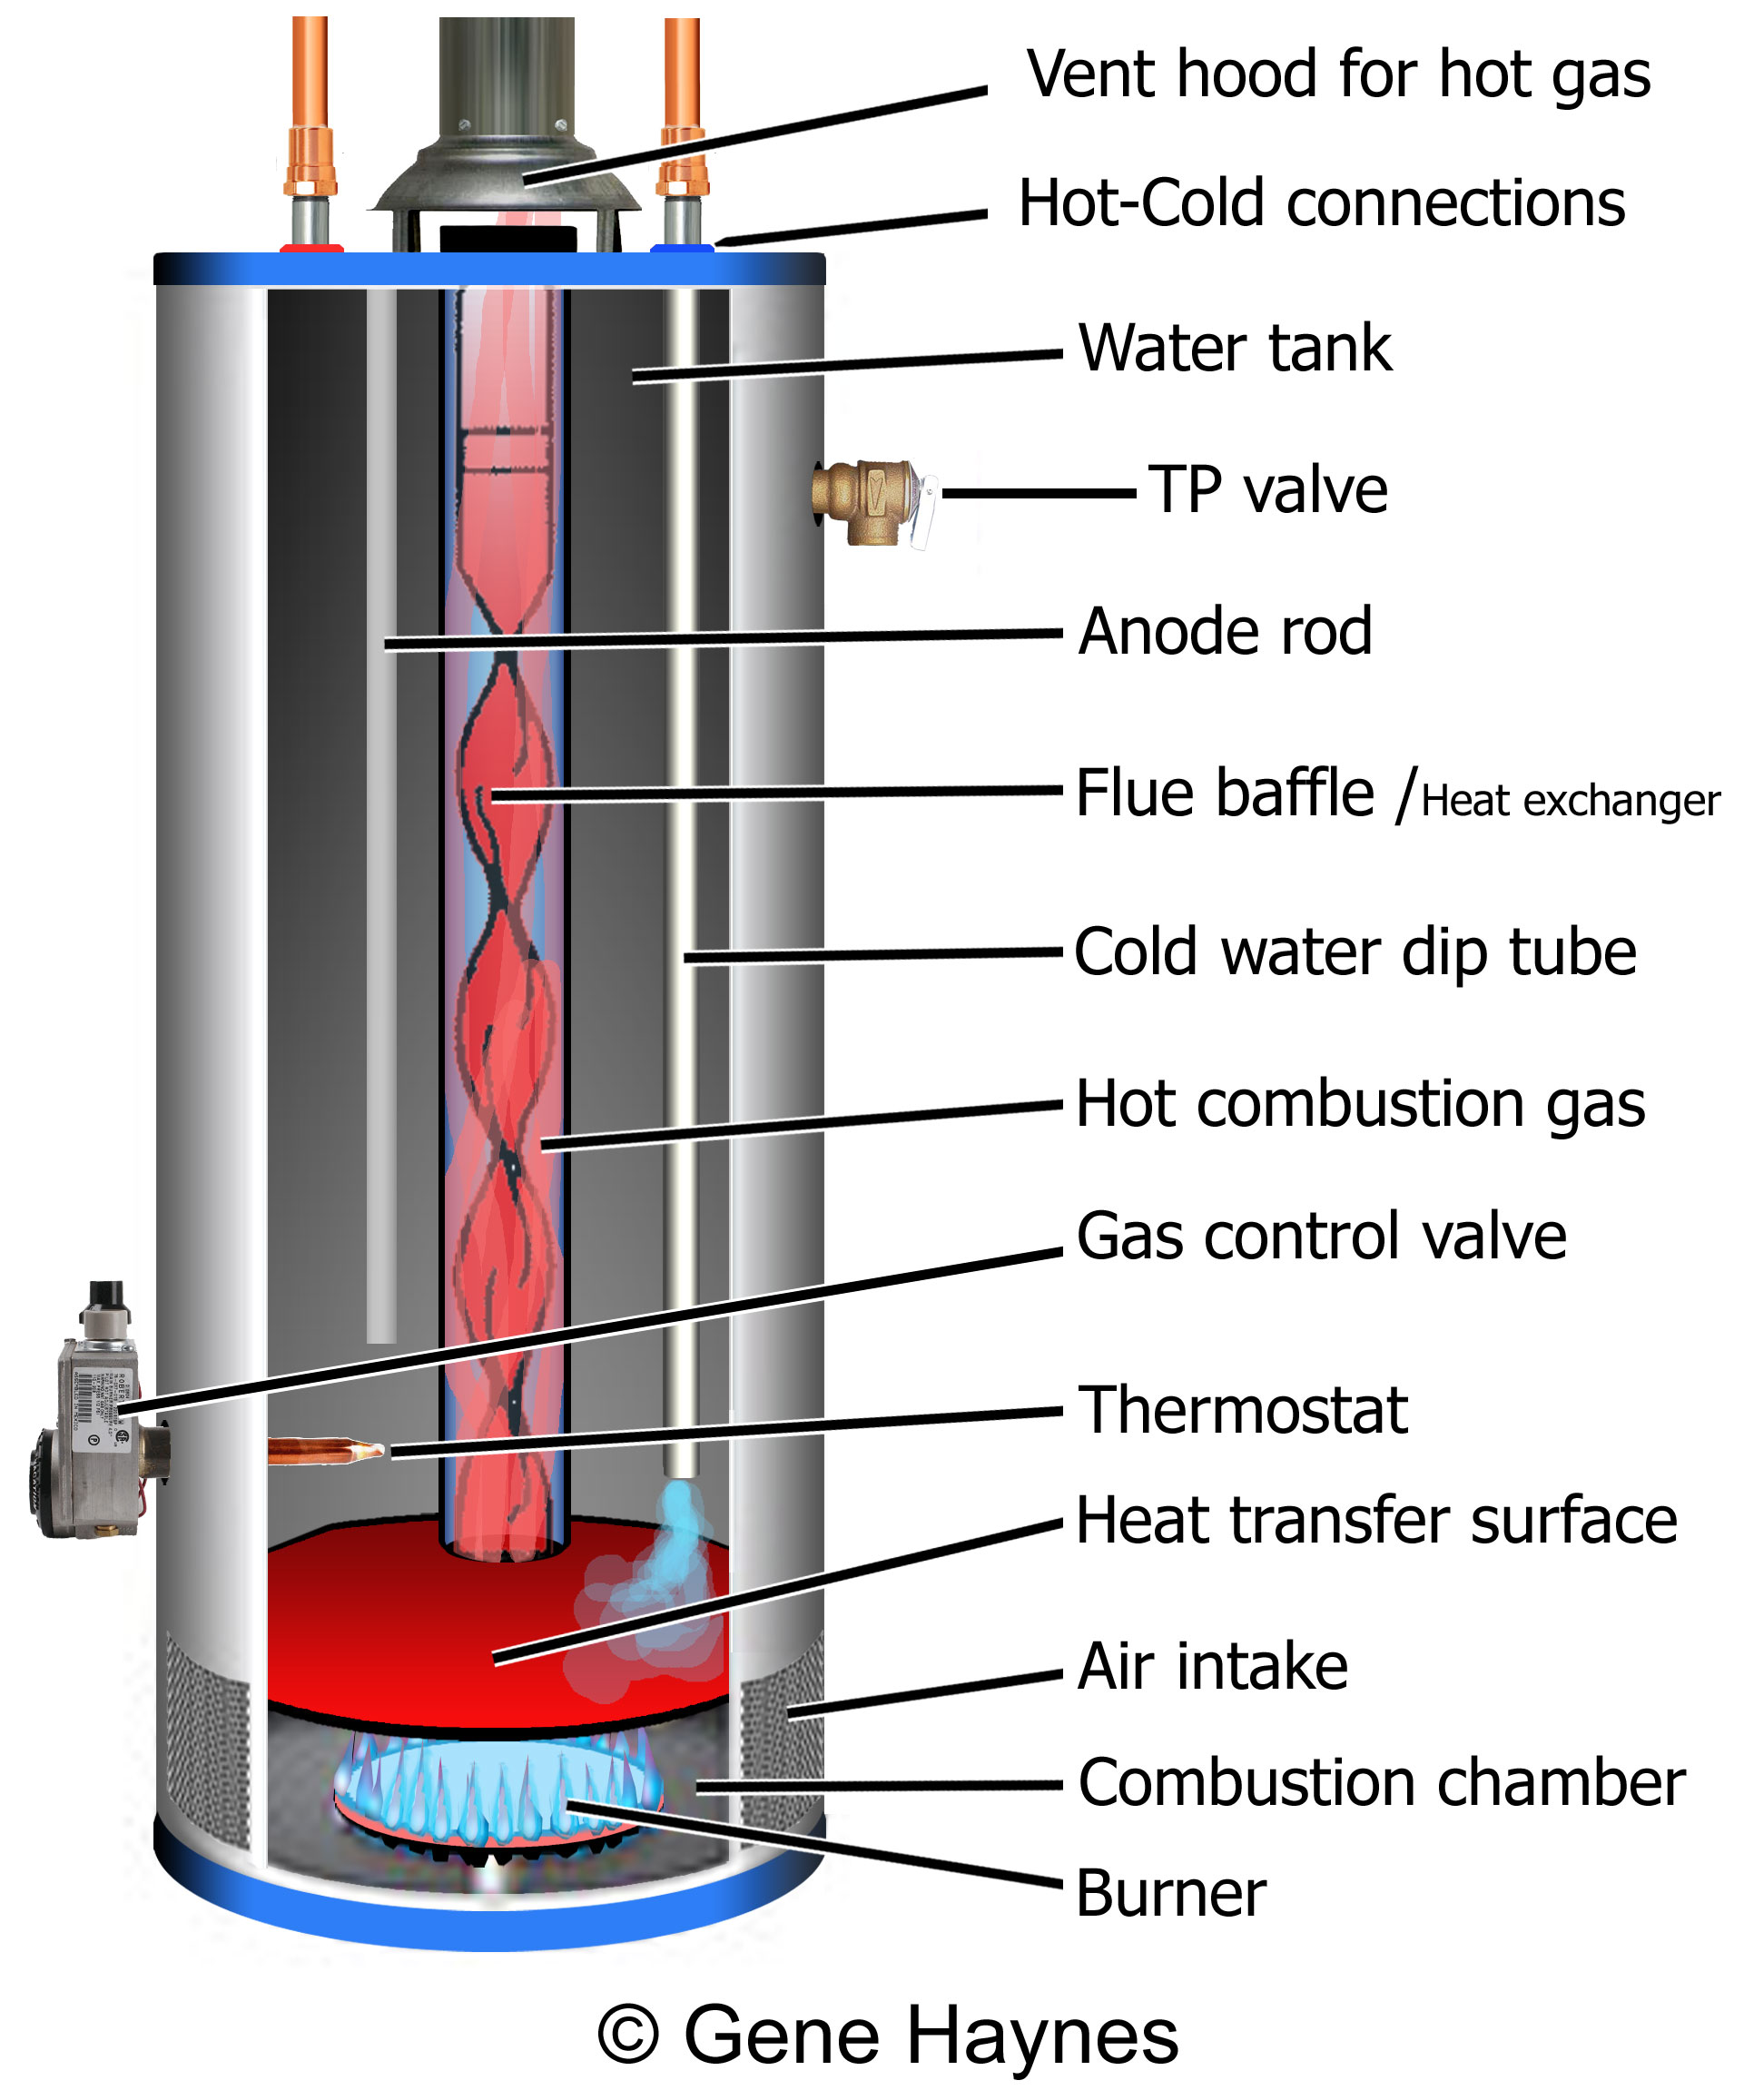 Vent hood for hot gas
Hot-Cold connections
Water tank
TP valve
Anode rod
Flue baffle /Heat exchanger
Cold water dip tube
Hot combustion gas
Gas control valve
Thermostat
Heat transfer surface
Air intake
Combustion chamber
Burner
© Gene Haynes